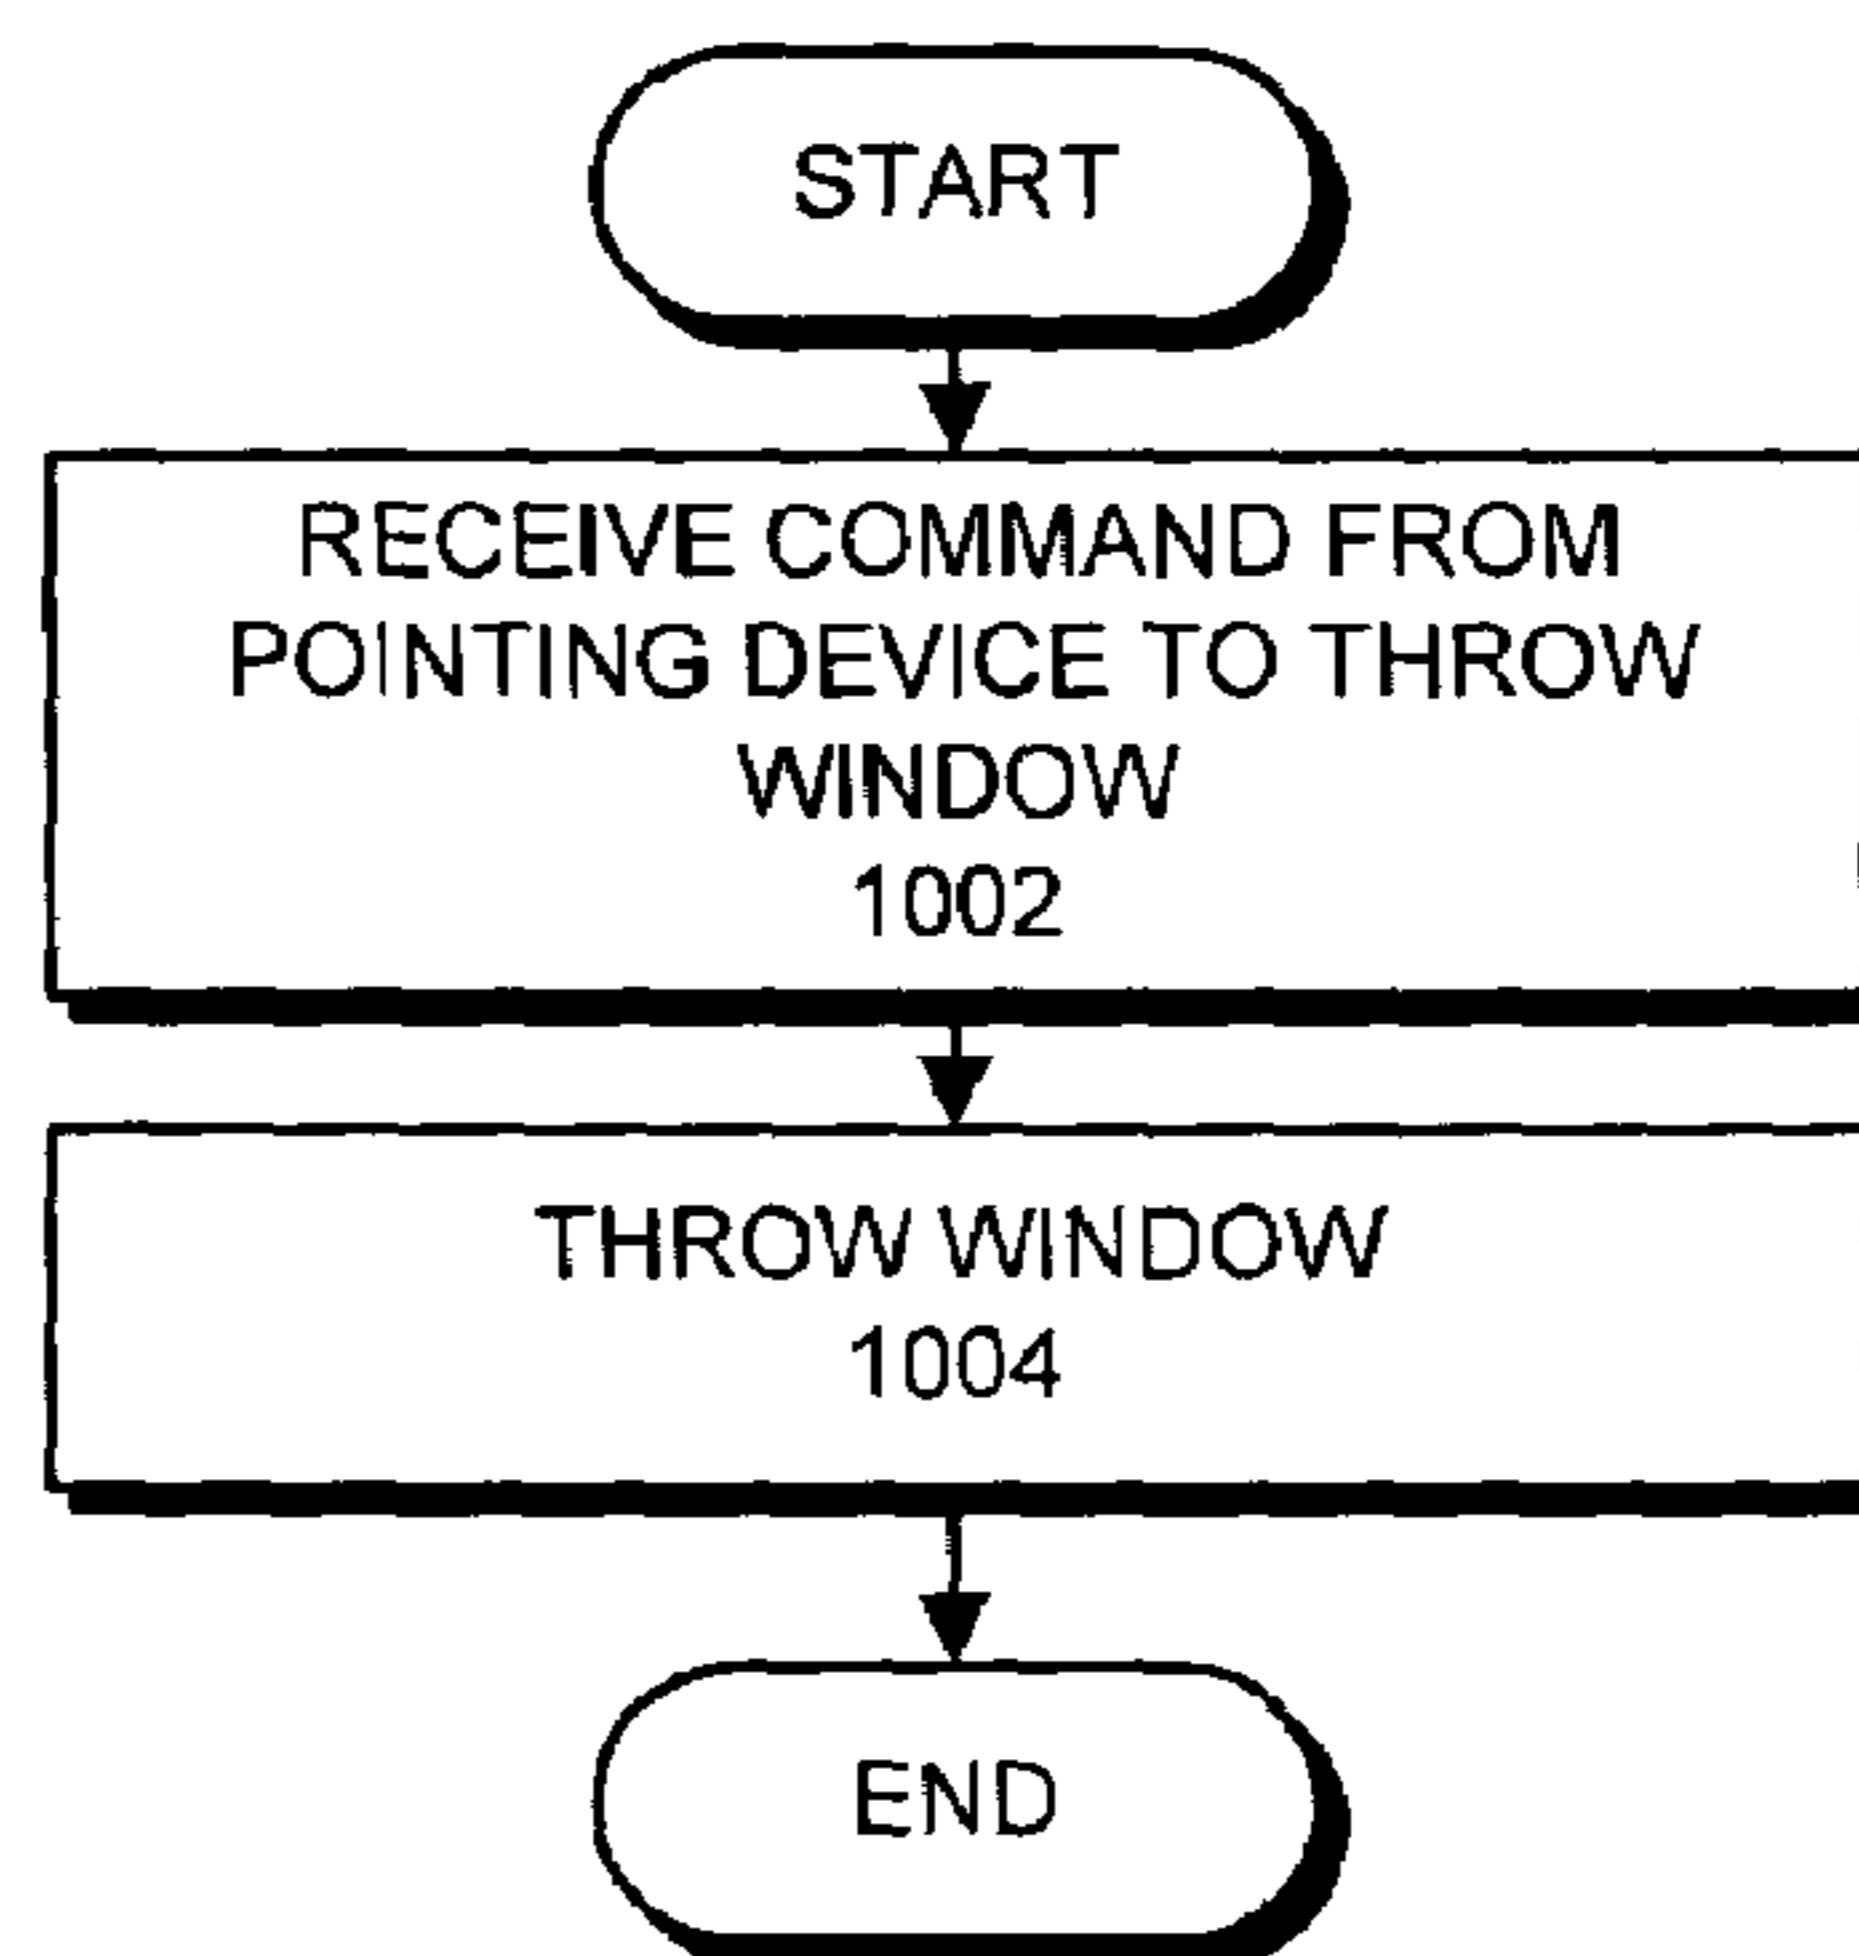 START
RECEIVE COMMAND FROM
POINTING DEVICE TO THROW
WINDOW
1002
THROW WINDOW
1004
END